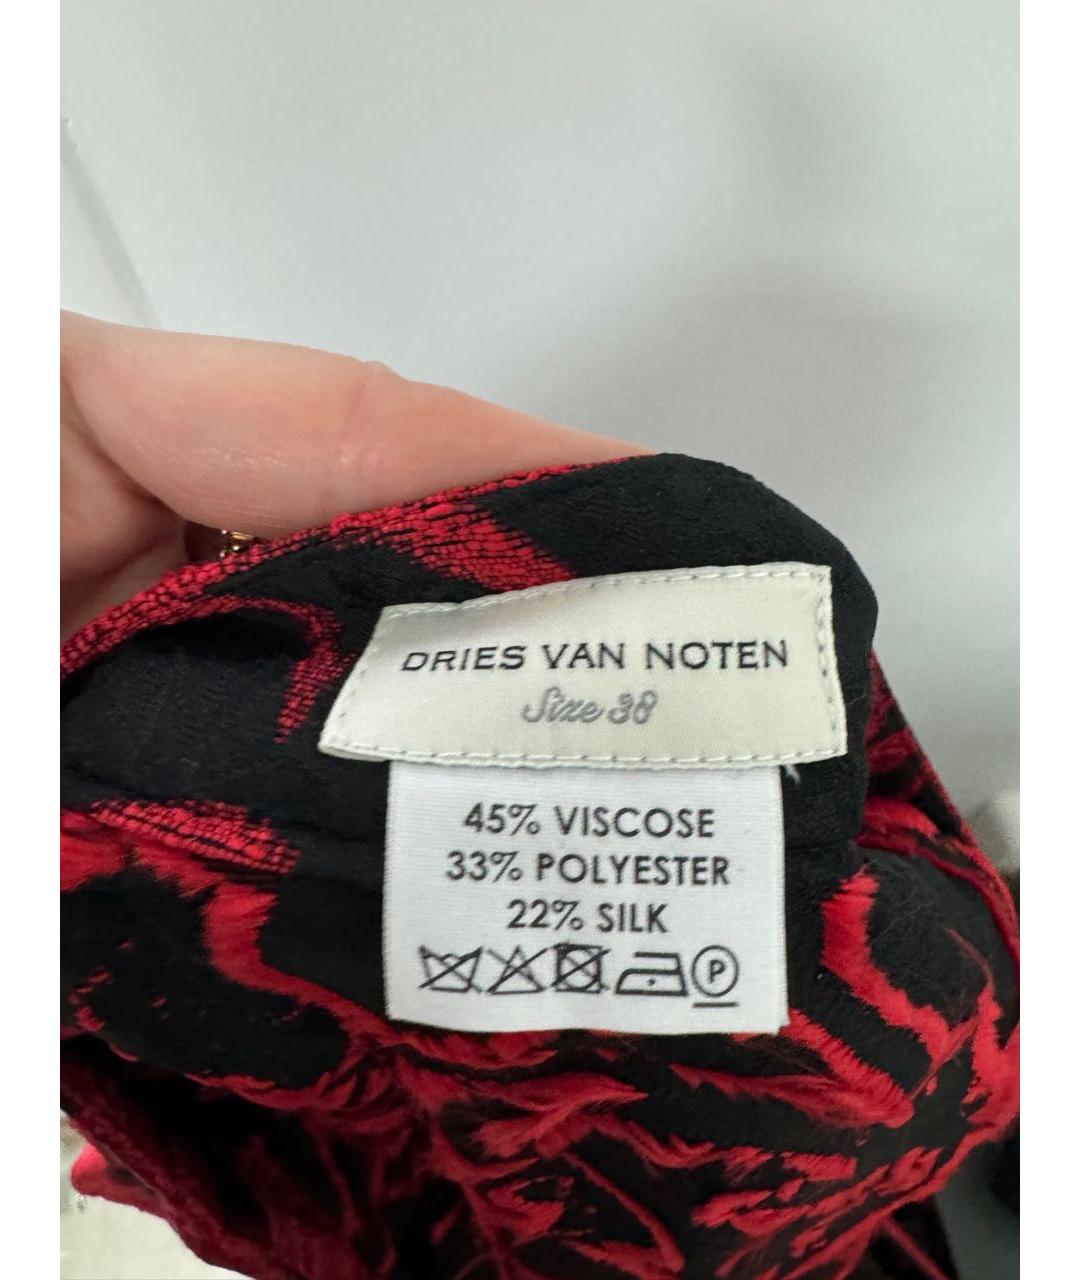 DRIES VAN NOTEN
Size 38
45% VISCOSE
33% POLYESTER
22% SILK
P